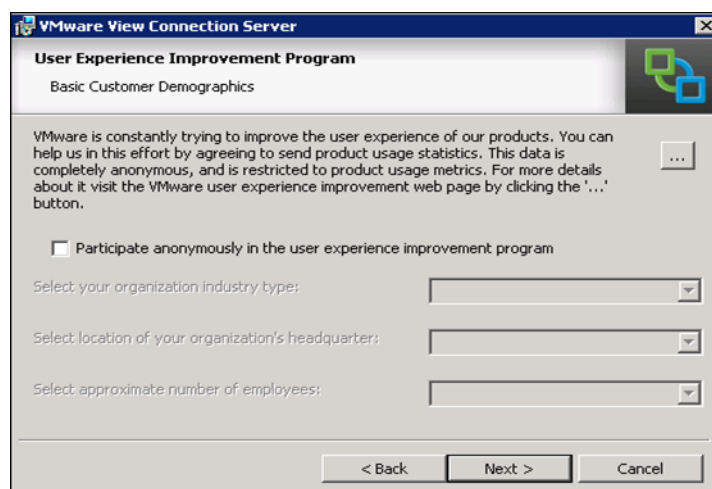 VMware View Connection Server
User Experience Improvement Program
Basic Customer Demographics
VMware is constantly trying to improve the user experience of our products. You can
help us in this effort by agreeing to send product usage statistics. This data is
completely anonymous, and is restricted to product usage metrics. For more details
about it visit the VMware user experience improvement web page by clicking the '...'
button.
...
Participate anonymously in the user experience improvement program
Select your organization industry type:
Select location of your organization's headquarter:
Select approximate number of employees:
< Back
Next >
Cancel